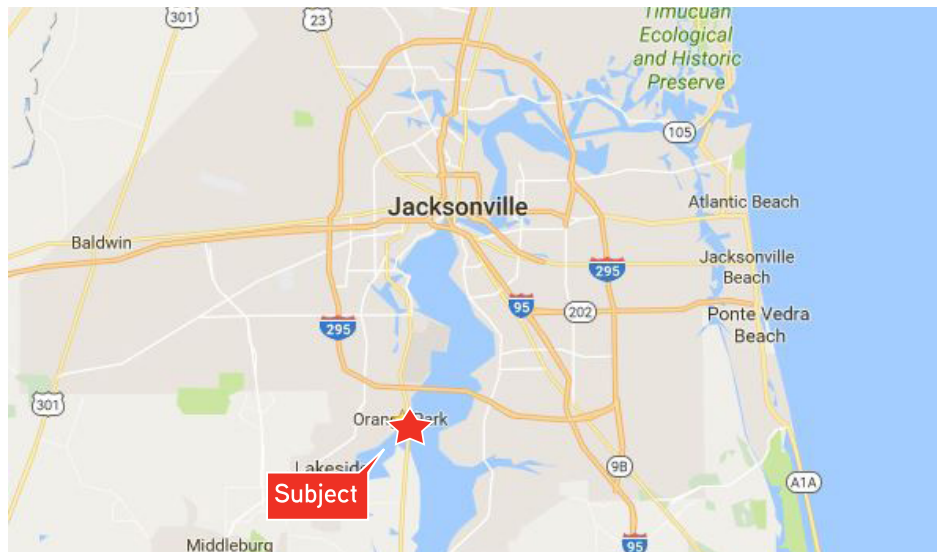 301
23
Timucuan
Ecological
and Historic
Preserve
105
Jacksonville
Atlantic Beach
Baldwin
Jacksonville
Beach
295
95
202
Ponte Vedra
Beach
295
301
Park
Lakeside
Subject
9B
A1A
Middleburg
95